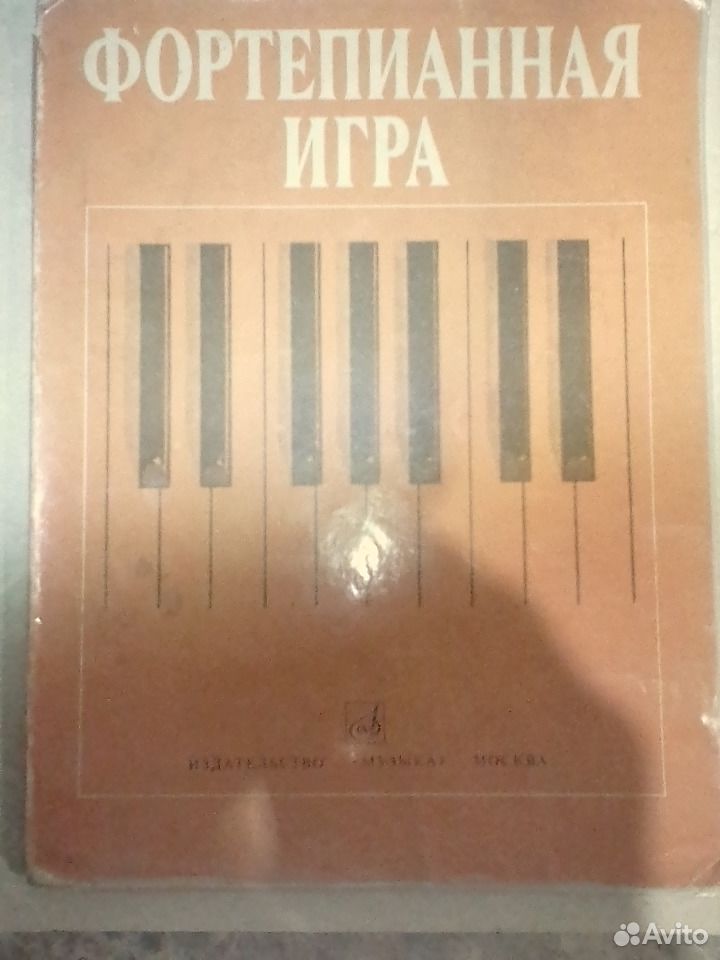 ФОРТЕПИАННАЯ
ИГРА
ИЗДАТЕЛЬСТВО «МУЗЫКА» МОСКВА
Avito